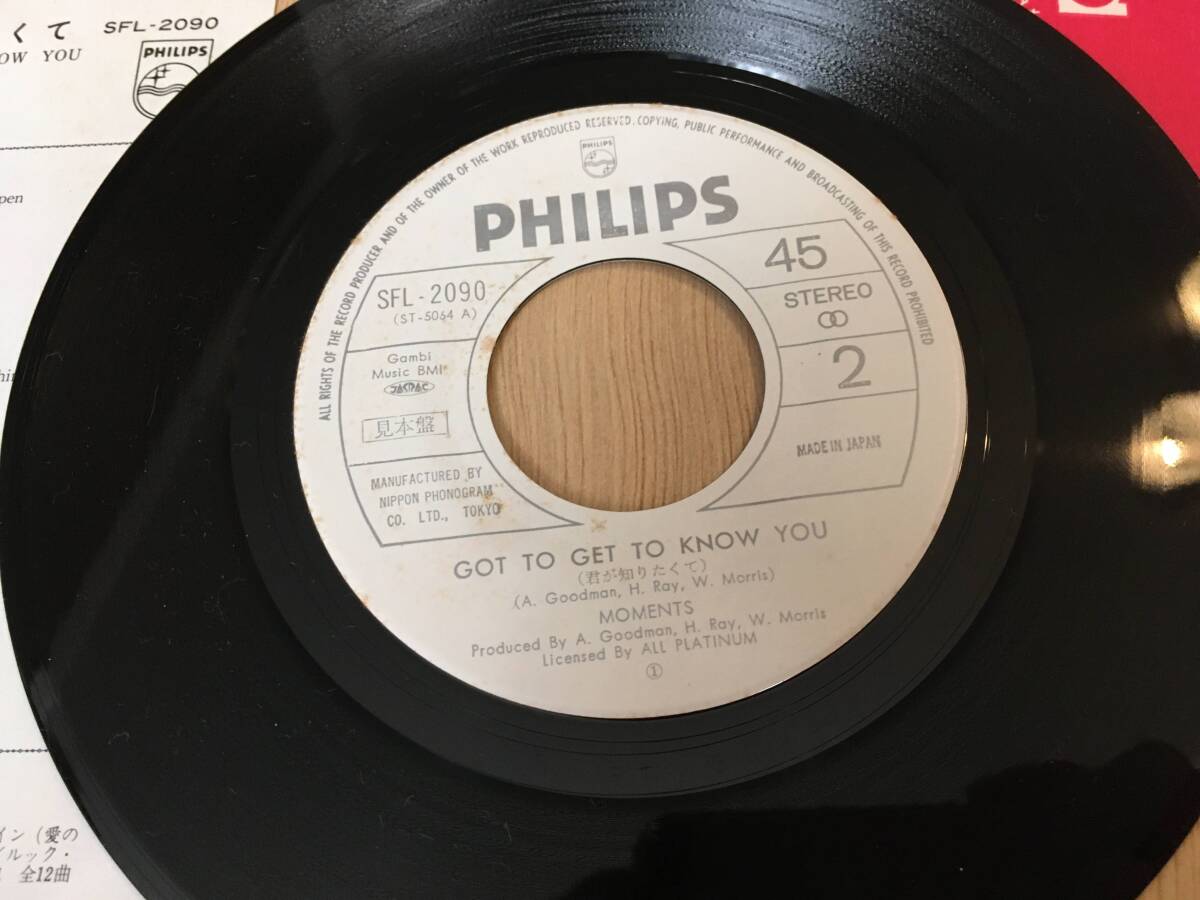 くて SFL-2090
OW YOU
PHILIPS
pen
イン (愛の
イルック・
全12曲
ALL RIGHTS OF THE RECORD PRODUCER AND OF THE OWNER OF THE WORK REPRODUCED RESERVED. COPYING, PUBLIC PERFORMANCE AND BROADCASTING OF THIS RECORD PROHIBITED
PHILIPS
PHILIPS
SFL-2090
(ST-5064 A)
Gambi
Music BMI
JASRAC
見本盤
MANUFACTURED BY
NIPPON PHONOGRAM
CO. LTD., TOKYO
45
STEREO
2
MADE IN JAPAN
GOT TO GET TO KNOW YOU
(君が知りたくて)
(A. Goodman, H. Ray, W. Morris)
MOMENTS
Produced By A. Goodman, H. Ray, W. Morris
Licensed By ALL PLATINUM
①